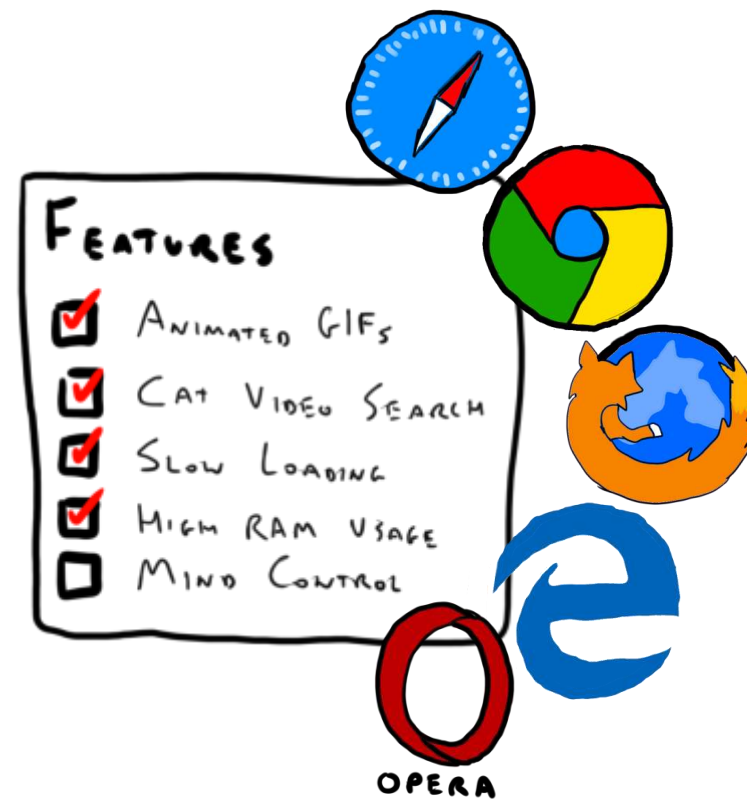 FEATURES
ANIMATED GIFs
CAT VIDEO SEARCH
SLOW LOADING
HIGH RAM USAGE
MIND CONTROL
OPERA